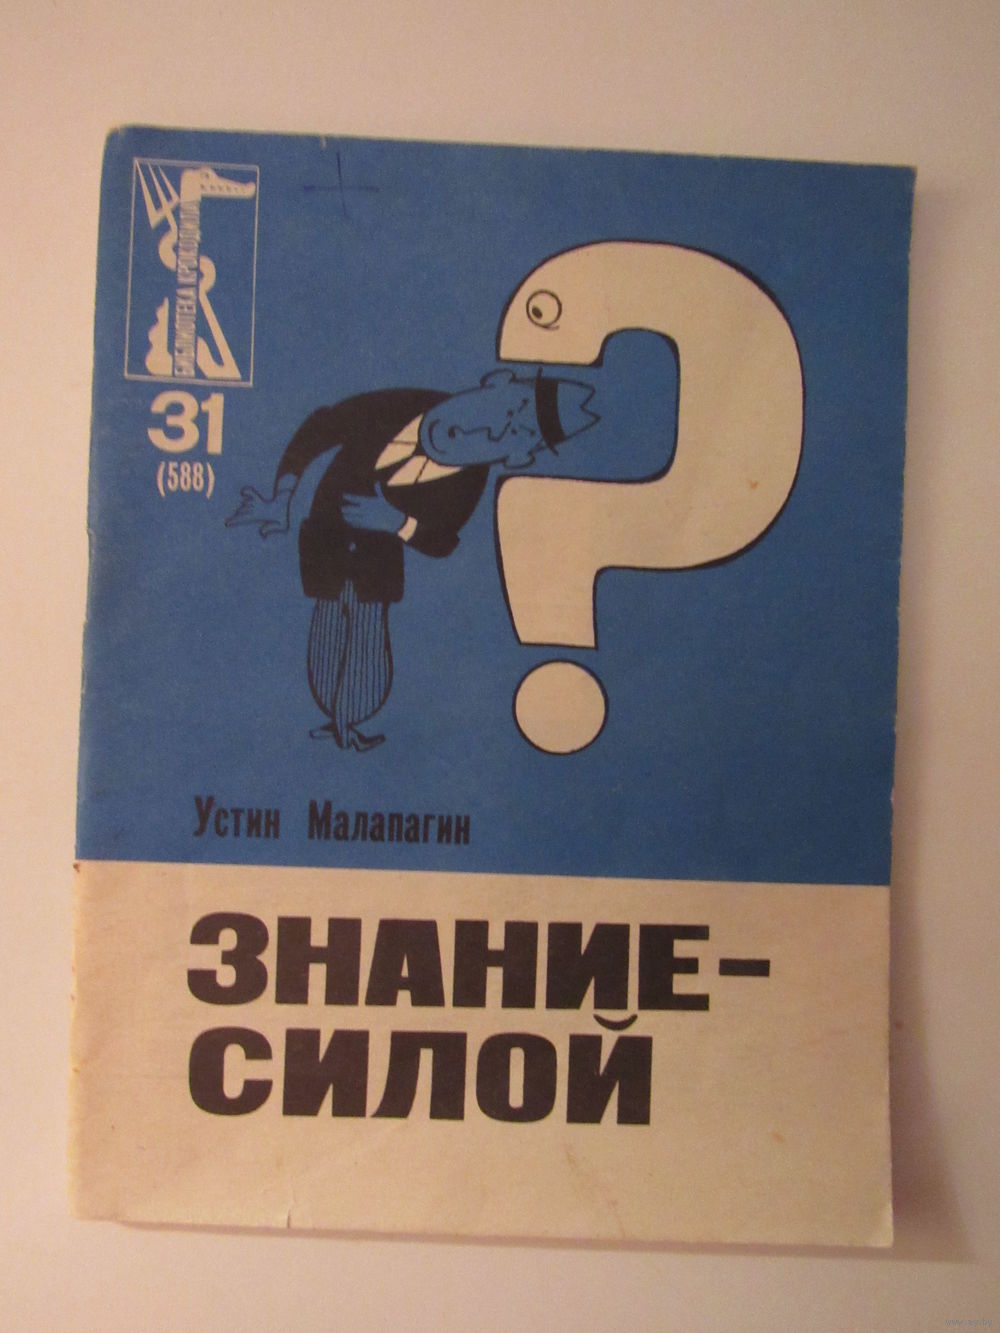 БИБЛИОТЕКА КРОКОДИЛА
31
(588)
Устин Малапагин
ЗНАНИЕ-
СИЛОЙ